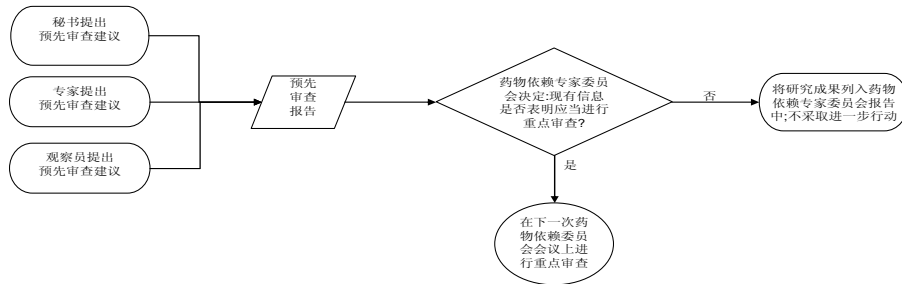 秘书提出
预先审查建议
专家提出
预先审查建议
观察员提出
预先审查建议
预先
审查
报告
药物依赖专家委员
会决定:现有信息
是否表明应当进行
重点审查?
否
将研究成果列入药物
依赖专家委员会报告
中;不采取进一步行动
是
在下一次药
物依赖委员
会会议上进
行重点审查